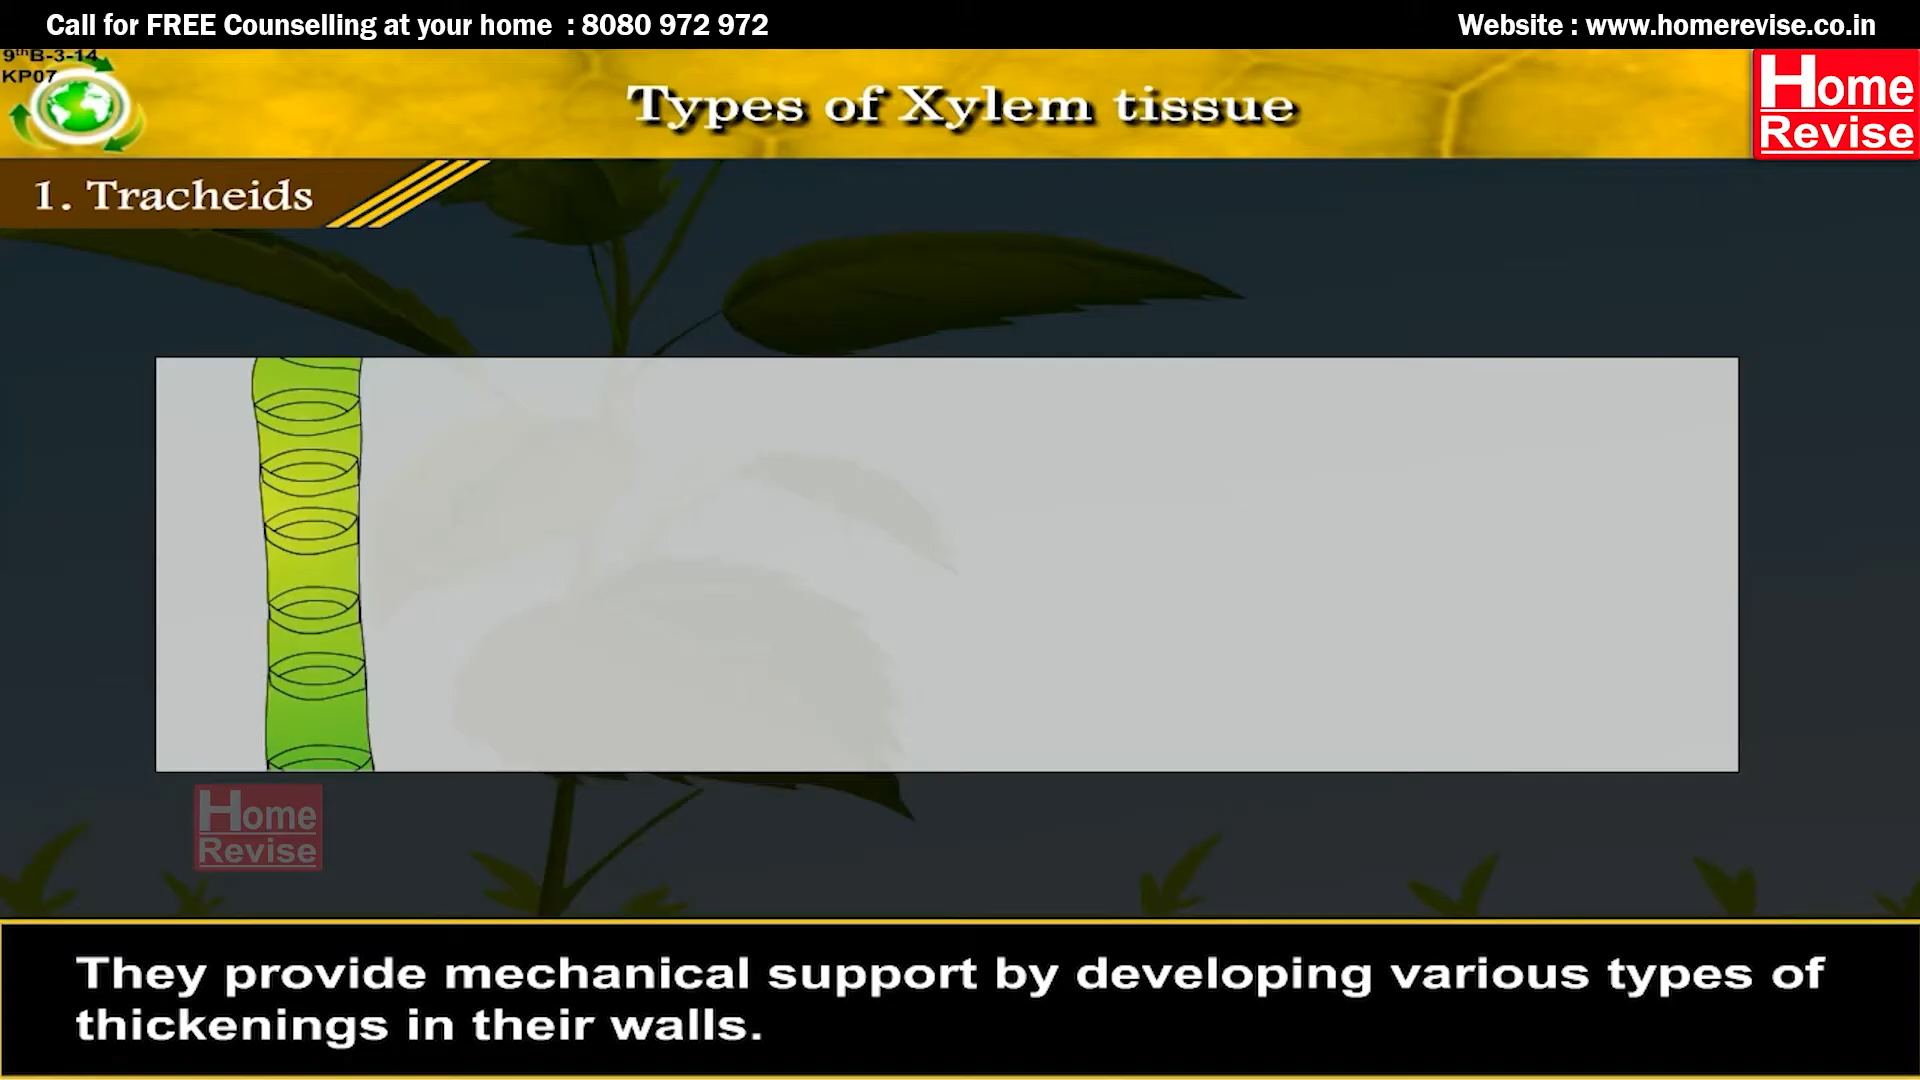 Call for FREE Counselling at your home : 8080 972 972
Website : www.homerevise.co.in
9thB-3-14
KP07
Types of Xylem tissue
Home
Revise
1. Tracheids
Home
Revise
They provide mechanical support by developing various types of
thickenings in their walls.